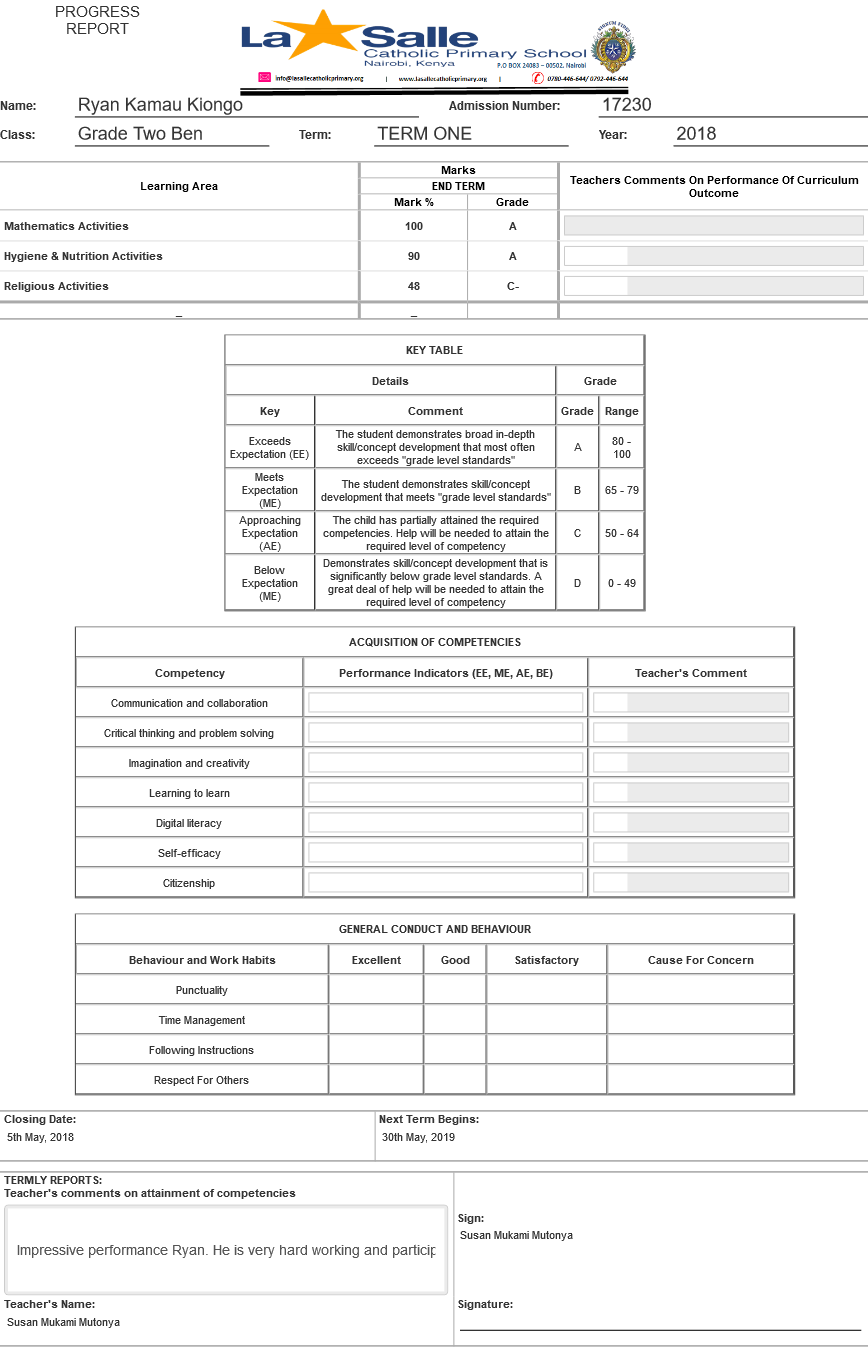 PROGRESS
REPORT
La Salle
Catholic Primary School
Nairobi, Kenya
P.O BOX 24083 – 00502, Nairobi
info@lasallecatholicprimary.org | www.lasallecatholicprimary.org | 0780-446-644/ 0792-446-644
Name: Ryan Kamau Kiongo Admission Number: 17230
Class: Grade Two Ben Term: TERM ONE Year: 2018
Learning Area Marks Teachers Comments On Performance Of Curriculum Outcome
END TERM
Mark % Grade
Mathematics Activities 100 A
Hygiene & Nutrition Activities 90 A
Religious Activities 48 C-
_ _
KEY TABLE
Details Grade
Key Comment Grade Range
Exceeds Expectation (EE) The student demonstrates broad in-depth skill/concept development that most often exceeds "grade level standards" A 80 - 100
Meets Expectation (ME) The student demonstrates skill/concept development that meets "grade level standards" B 65 - 79
Approaching Expectation (AE) The child has partially attained the required competencies. Help will be needed to attain the required level of competency C 50 - 64
Below Expectation (ME) Demonstrates skill/concept development that is significantly below grade level standards. A great deal of help will be needed to attain the required level of competency D 0 - 49
ACQUISITION OF COMPETENCIES
Competency Performance Indicators (EE, ME, AE, BE) Teacher's Comment
Communication and collaboration
Critical thinking and problem solving
Imagination and creativity
Learning to learn
Digital literacy
Self-efficacy
Citizenship
GENERAL CONDUCT AND BEHAVIOUR
Behaviour and Work Habits Excellent Good Satisfactory Cause For Concern
Punctuality
Time Management
Following Instructions
Respect For Others
Closing Date: Next Term Begins:
5th May, 2018 30th May, 2019
TERMLY REPORTS:
Teacher's comments on attainment of competencies
Impressive performance Ryan. He is very hard working and particip
Sign:
Susan Mukami Mutonya
Teacher's Name: Signature:
Susan Mukami Mutonya